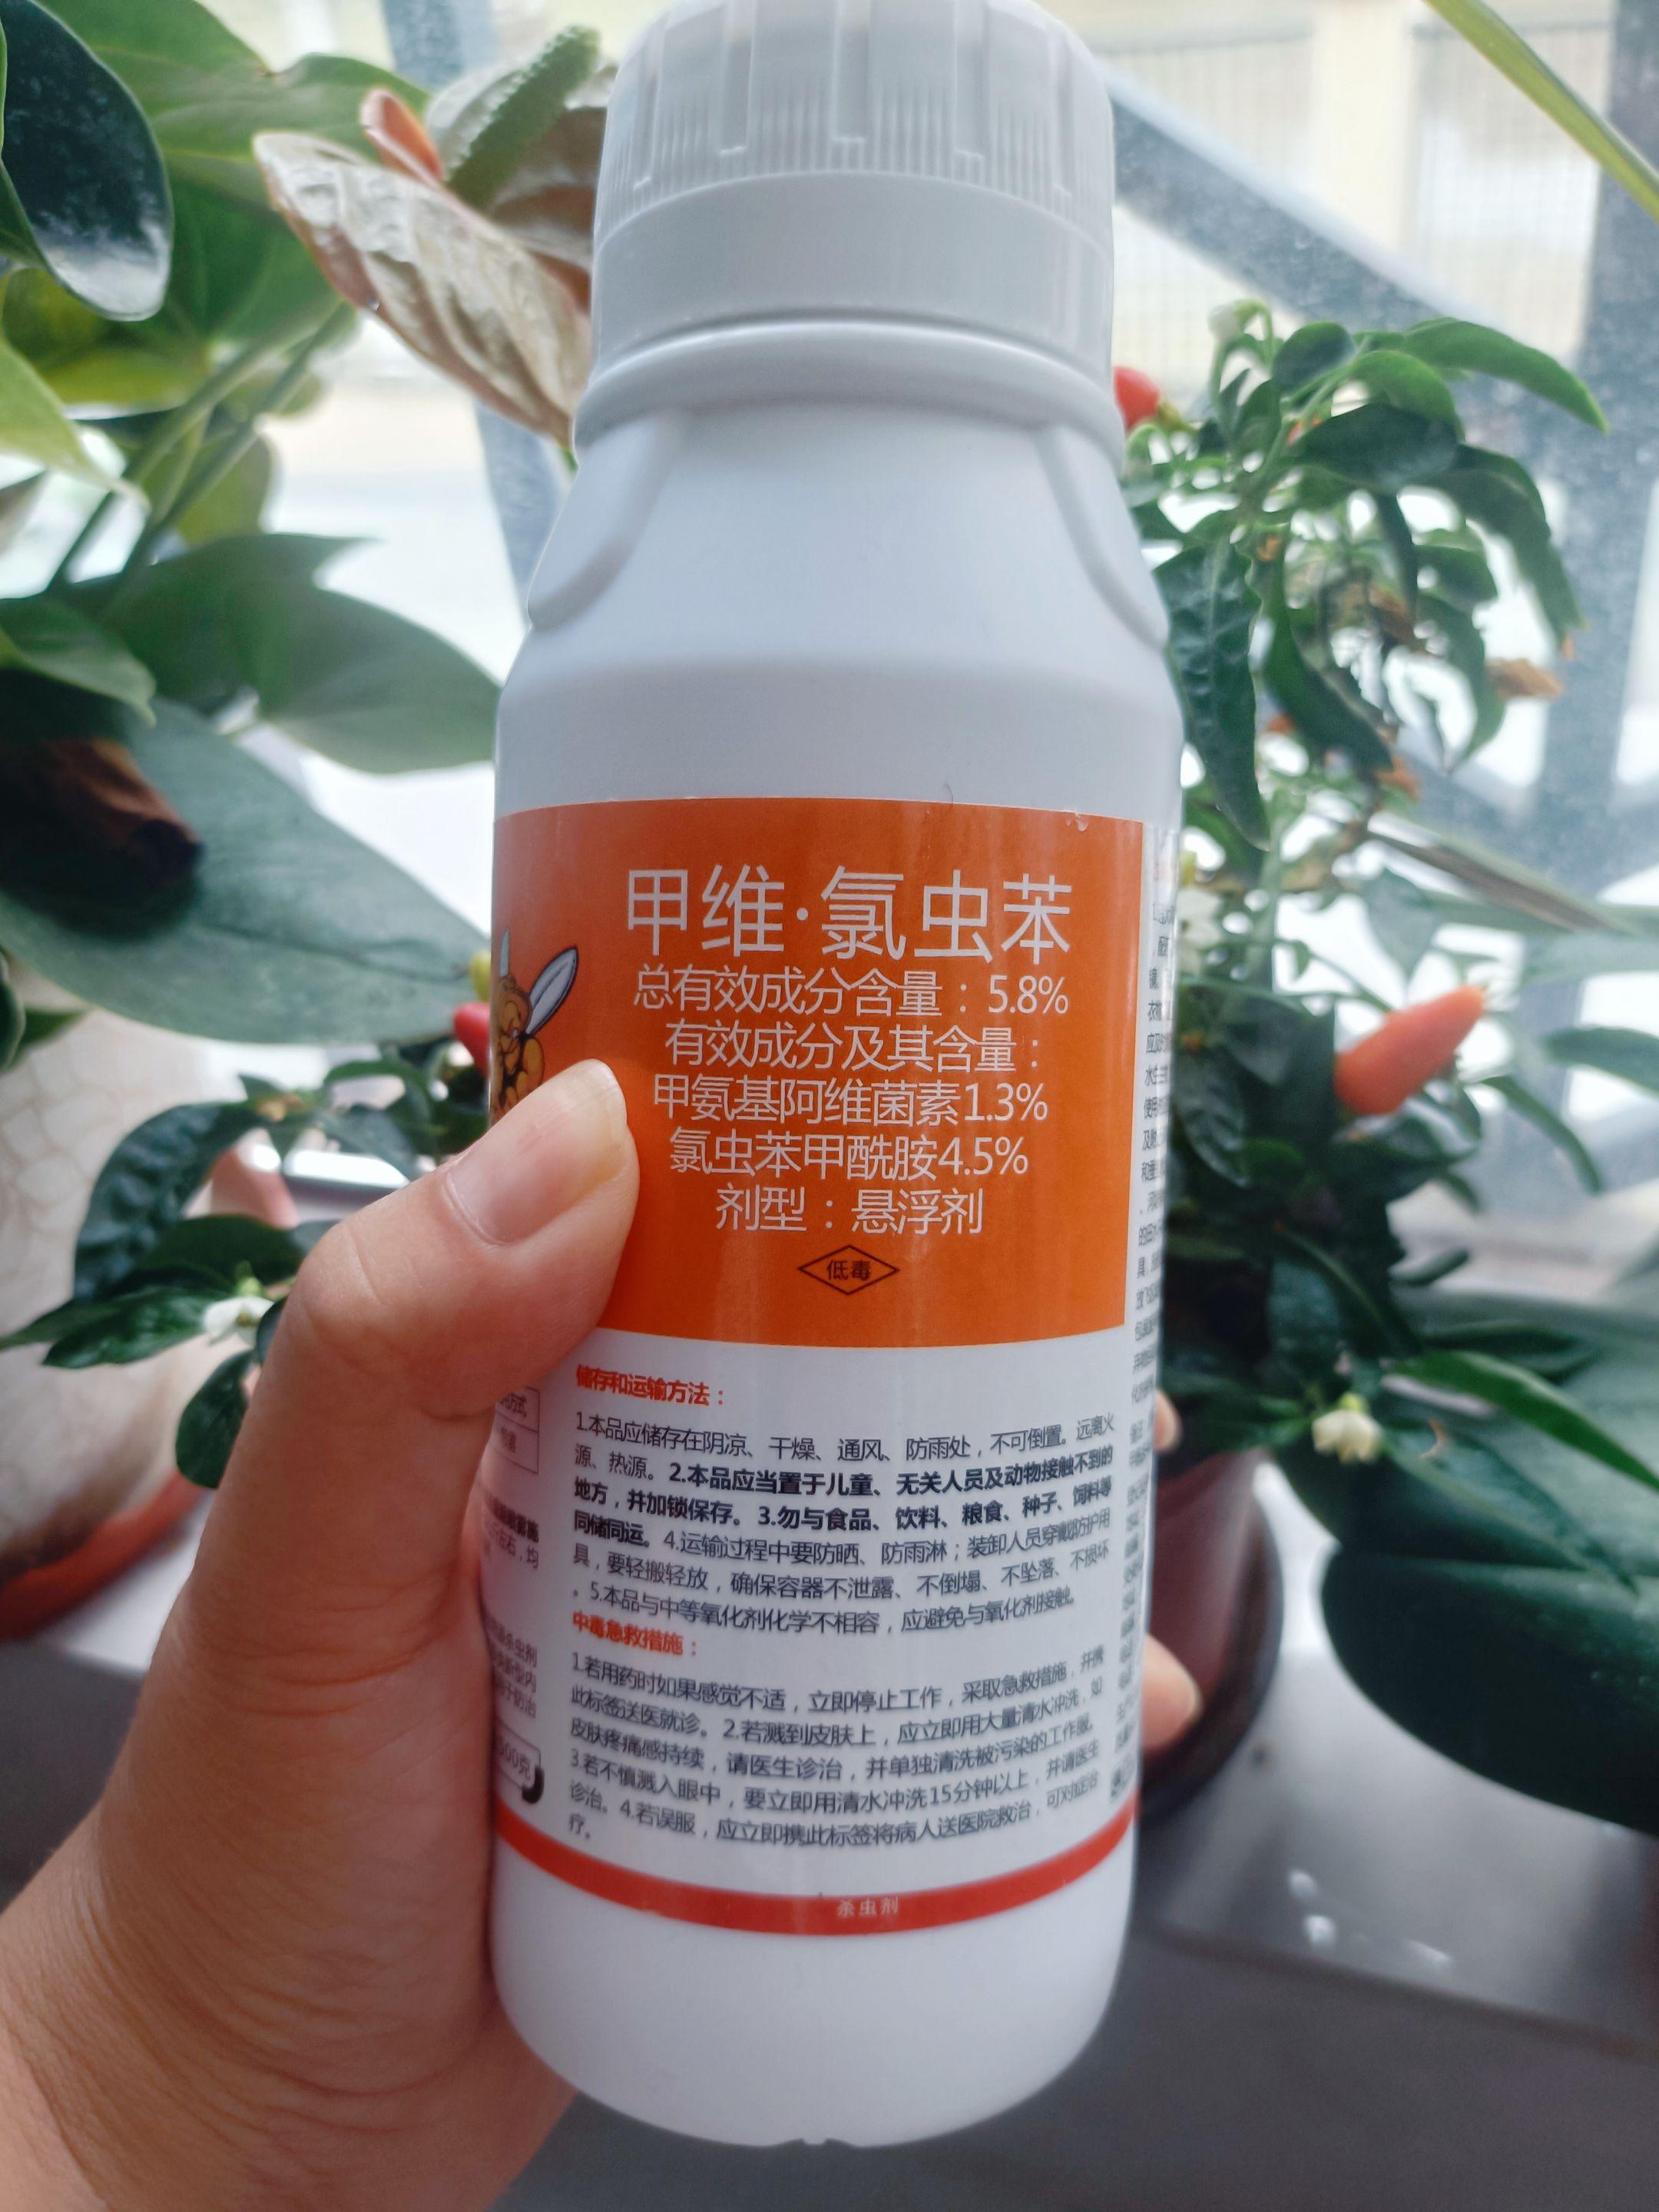 甲维·氯虫苯
总有效成分含量：5.8%
有效成分及其含量：
甲氨基阿维菌素1.3%
氯虫苯甲酰胺4.5%
剂型：悬浮剂
低毒
储存和运输方法：
1.本品应储存在阴凉、干燥、通风、防雨处，不可倒置。远离火
源、热源。2.本品应当置于儿童、无关人员及动物接触不到的
地方，并加锁保存。3.勿与食品、饮料、粮食、种子、饲料等
同储同运。4.运输过程中要防晒、防雨淋；装卸人员穿戴防护用
具，要轻搬轻放，确保容器不泄露、不倒塌、不坠落、不损坏
。5.本品与中等氧化剂化学不相容，应避免与氧化剂接触。
中毒急救措施：
1.若用药时如果感觉不适，立即停止工作，采取急救措施，并携
此标签送医就诊。2.若溅到皮肤上，应立即用大量清水冲洗，如
皮肤疼痛感持续，请医生诊治，并单独清洗被污染的工作服。
3.若不慎溅入眼中，要立即用清水冲洗15分钟以上，并请医生
诊治。4.若误服，应立即携此标签将病人送医院救治，可对症治
疗。
杀虫剂